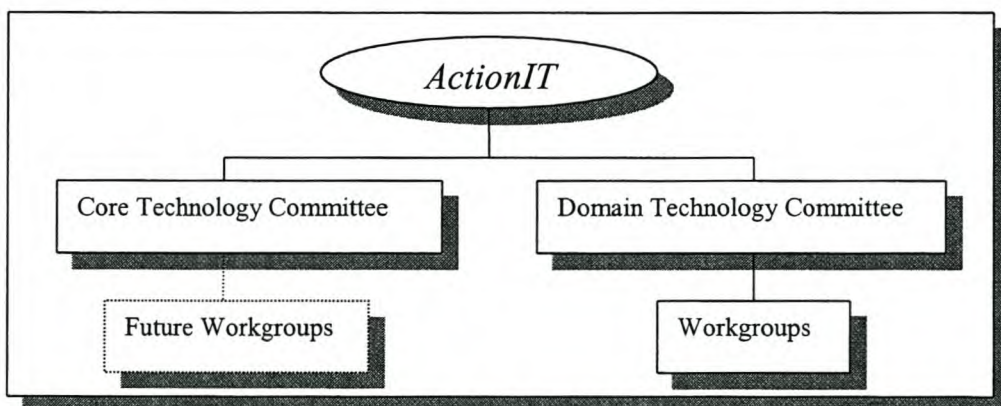 ActionIT
Core Technology Committee
Domain Technology Committee
Future Workgroups
Workgroups